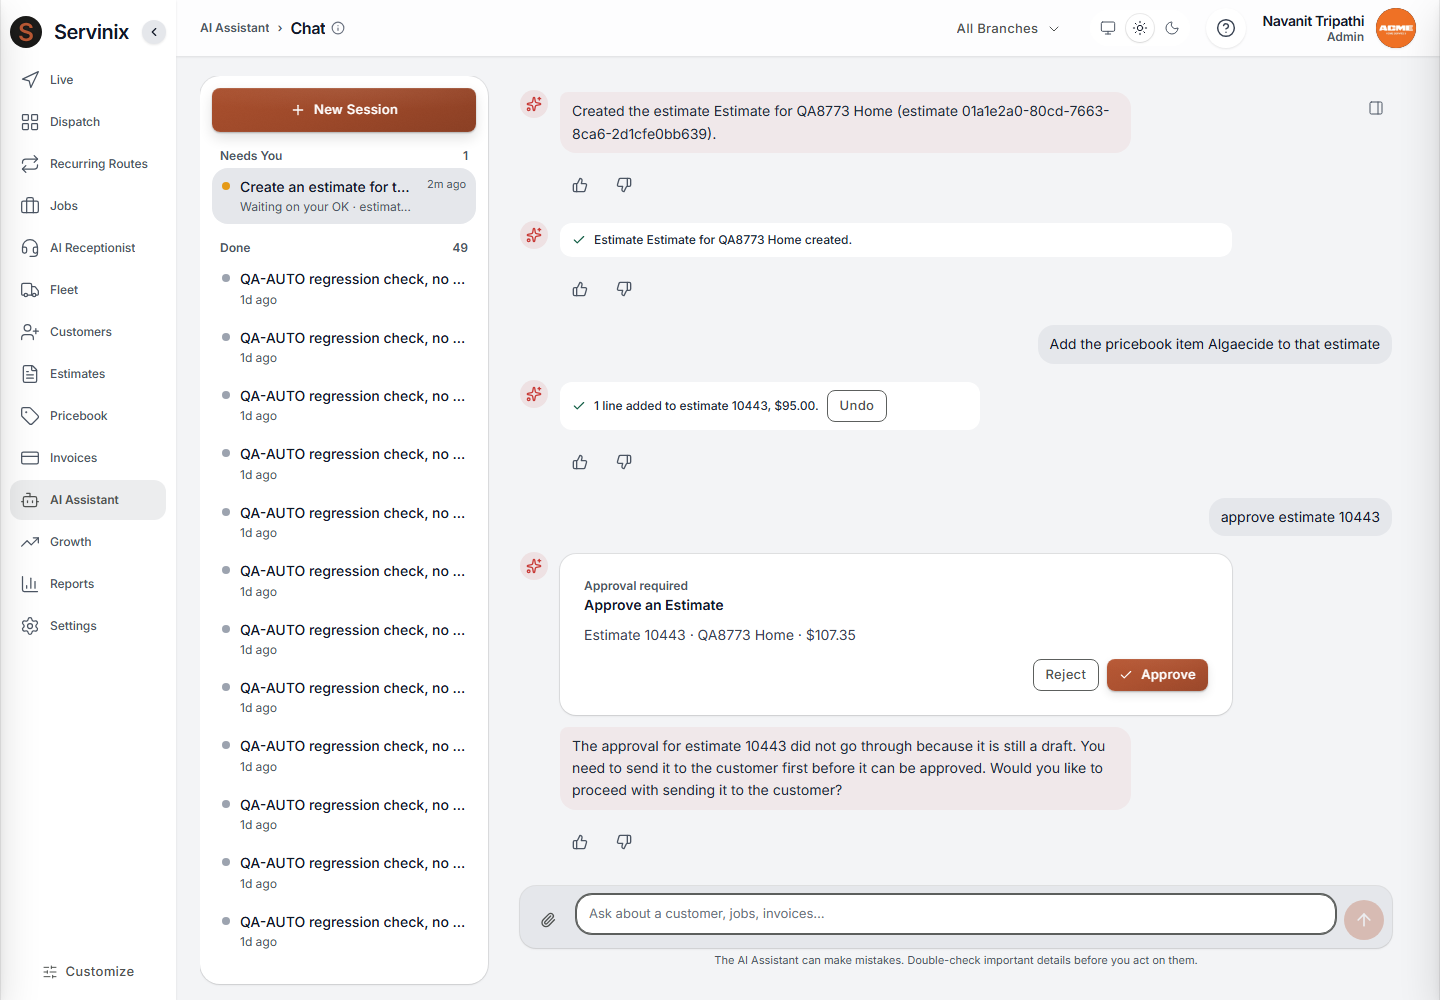 S Servinix
Live
Dispatch
Recurring Routes
Jobs
AI Receptionist
Fleet
Customers
Estimates
Pricebook
Invoices
AI Assistant
Growth
Reports
Settings
Customize
AI Assistant › Chat
All Branches
Navanit Tripathi
Admin
ACME
New Session
Needs You 1
Create an estimate for t... 2m ago
Waiting on your OK · estimat...
Done 49
QA-AUTO regression check, no ...
1d ago
QA-AUTO regression check, no ...
1d ago
QA-AUTO regression check, no ...
1d ago
QA-AUTO regression check, no ...
1d ago
QA-AUTO regression check, no ...
1d ago
QA-AUTO regression check, no ...
1d ago
QA-AUTO regression check, no ...
1d ago
QA-AUTO regression check, no ...
1d ago
QA-AUTO regression check, no ...
1d ago
QA-AUTO regression check, no ...
1d ago
QA-AUTO regression check, no ...
1d ago
QA-AUTO regression check, no ...
1d ago
Created the estimate Estimate for QA8773 Home (estimate 01a1e2a0-80cd-7663-
8ca6-2d1cfe0bb639).
Estimate Estimate for QA8773 Home created.
Add the pricebook item Algaecide to that estimate
1 line added to estimate 10443, $95.00. Undo
approve estimate 10443
Approval required
Approve an Estimate
Estimate 10443 · QA8773 Home · $107.35
Reject Approve
The approval for estimate 10443 did not go through because it is still a draft. You
need to send it to the customer first before it can be approved. Would you like to
proceed with sending it to the customer?
Ask about a customer, jobs, invoices...
The AI Assistant can make mistakes. Double-check important details before you act on them.